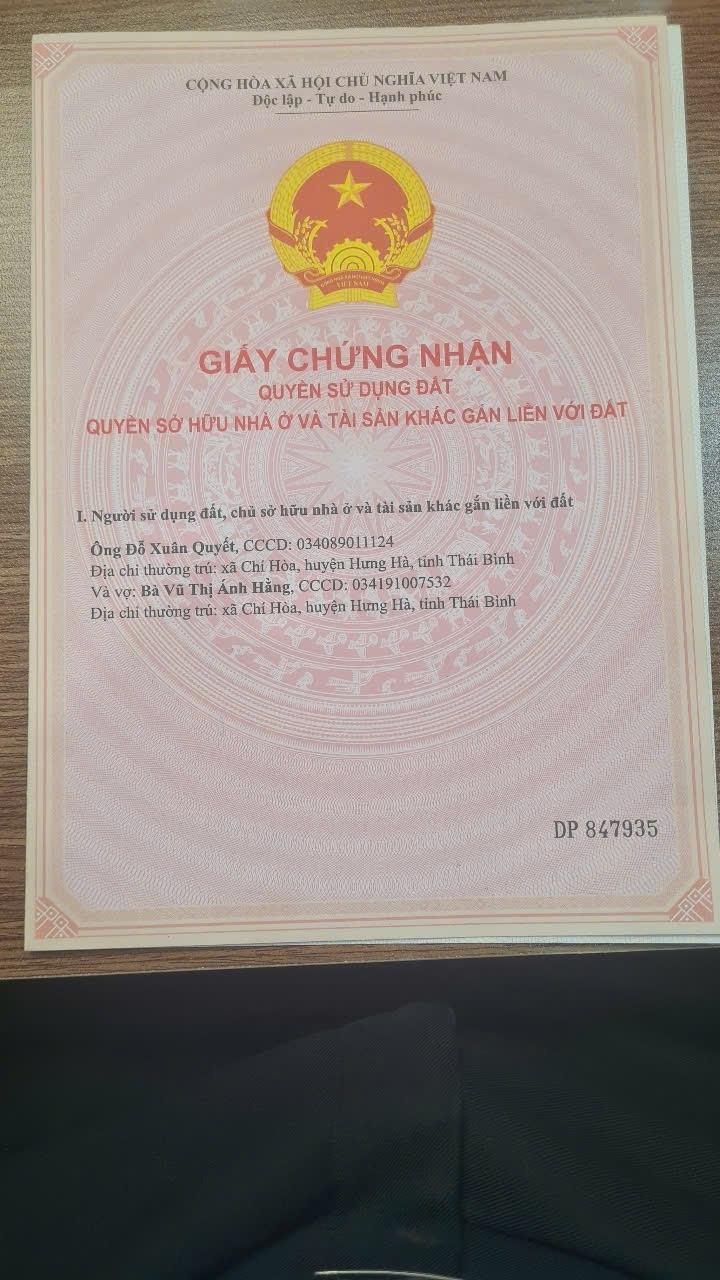 CỘNG HÒA XÃ HỘI CHỦ NGHĨA VIỆT NAM
Độc lập - Tự do - Hạnh phúc
VIỆT NAM
GIẤY CHỨNG NHẬN
QUYỀN SỬ DỤNG ĐẤT
QUYỀN SỞ HỮU NHÀ Ở VÀ TÀI SẢN KHÁC GẮN LIỀN VỚI ĐẤT
I. Người sử dụng đất, chủ sở hữu nhà ở và tài sản khác gắn liền với đất
Ông Đỗ Xuân Quyết, CCCD: 034089011124
Địa chỉ thường trú: xã Chí Hòa, huyện Hưng Hà, tỉnh Thái Bình
Và vợ: Bà Vũ Thị Ánh Hằng, CCCD: 034191007532
Địa chỉ thường trú: xã Chí Hòa, huyện Hưng Hà, tỉnh Thái Bình
DP 847935